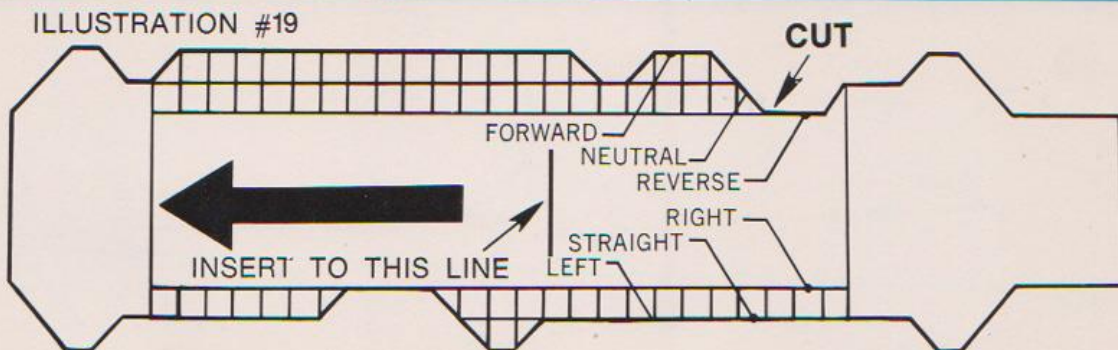 ILLUSTRATION #19
CUT
FORWARD
NEUTRAL
REVERSE
RIGHT
STRAIGHT
INSERT TO THIS LINE
LEFT